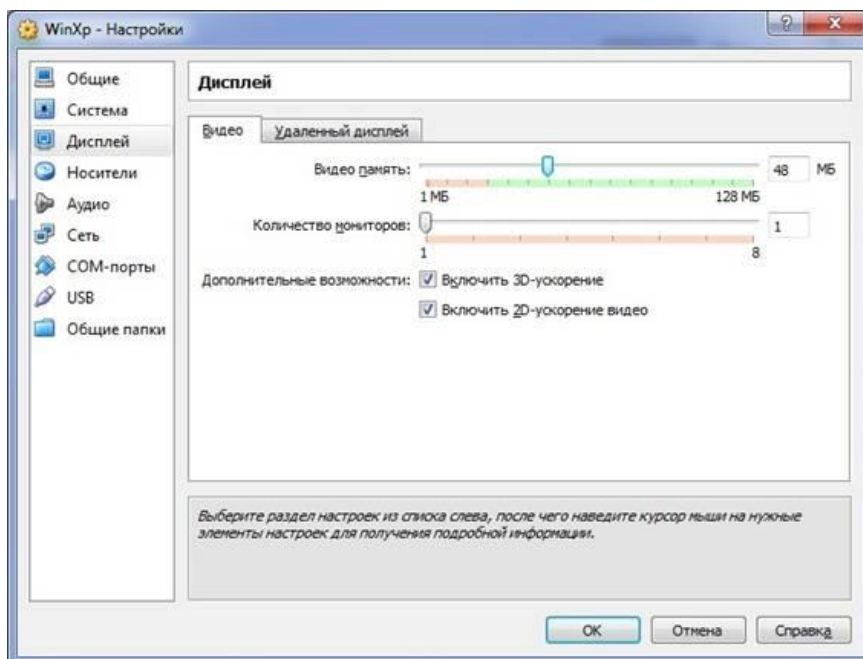 WinXp - Настройки
Общие
Система
Дисплей
Носители
Аудио
Сеть
COM-порты
USB
Общие папки
Дисплей
Видео
Удаленный дисплей
Видео память:
48 МБ
1 МБ
128 МБ
Количество мониторов:
1
1
8
Дополнительные возможности:
Включить 3D-ускорение
Включить 2D-ускорение видео
Выберите раздел настроек из списка слева, после чего наведите курсор мыши на нужные
элементы настроек для получения подробной информации.
OK
Отмена
Справка